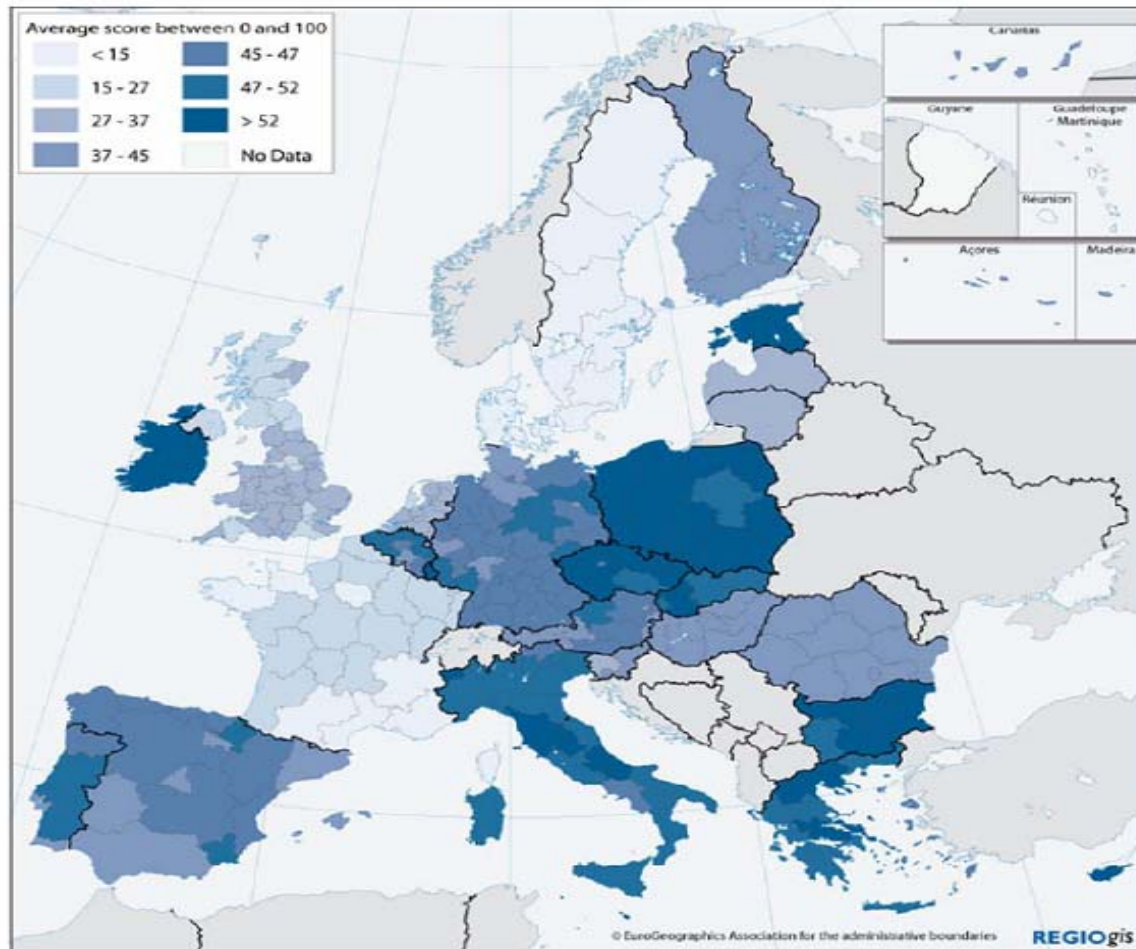 Average score between 0 and 100
< 15
45 - 47
15 - 27
47 - 52
27 - 37
> 52
37 - 45
No Data
Canarias
Guyane
Guadeloupe
Martinique
Réunion
Açores
Madeira
© EuroGeographics Association for the administrative boundaries
REGIOgis